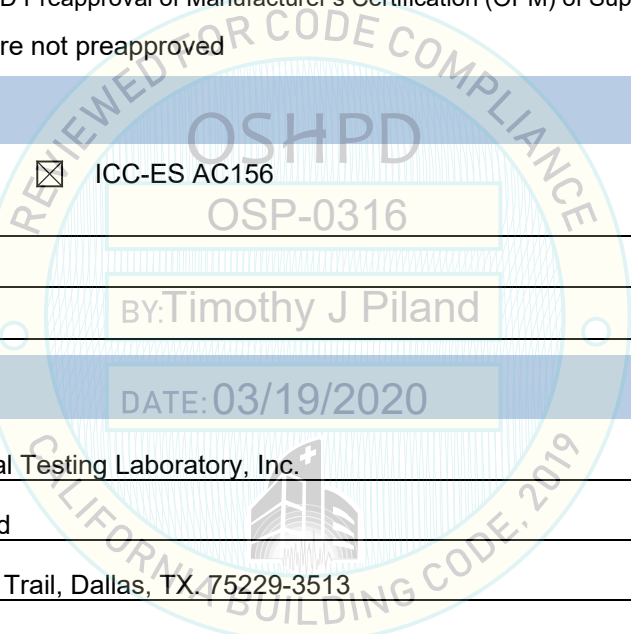 D Preapproval of Manufacturer's Certification (OPM) of Sup
re not preapproved
REVIEWED FOR CODE COMPLIANCE
OSHPD
☒ ICC-ES AC156
OSP-0316
BY: Timothy J Piland
DATE: 03/19/2020
al Testing Laboratory, Inc.
d
Trail, Dallas, TX. 75229-3513
CALIFORNIA BUILDING CODE, 2019